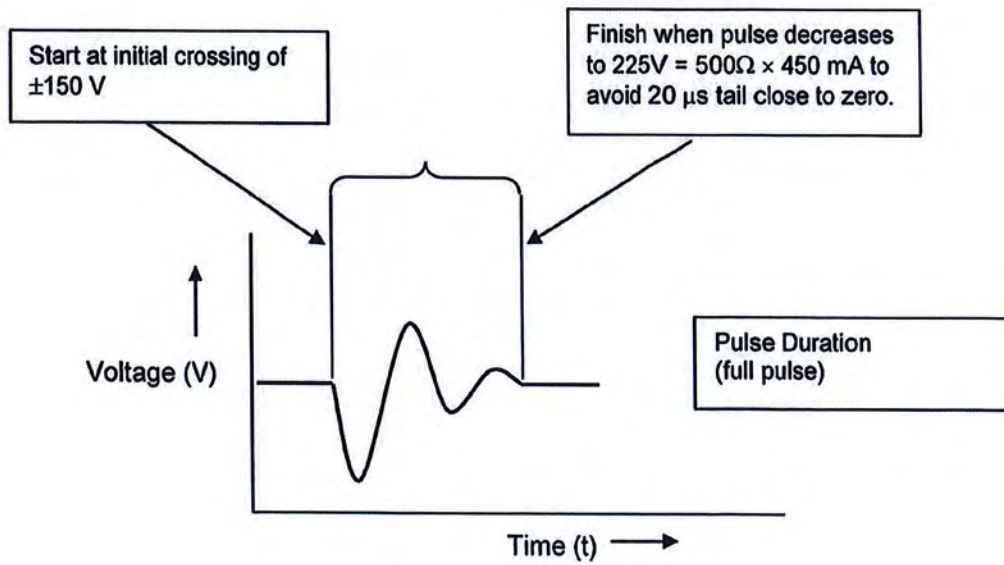 Start at initial crossing of
±150 V
Finish when pulse decreases
to 225V = 500Ω × 450 mA to
avoid 20 μs tail close to zero.
Voltage (V)
Pulse Duration
(full pulse)
Time (t)